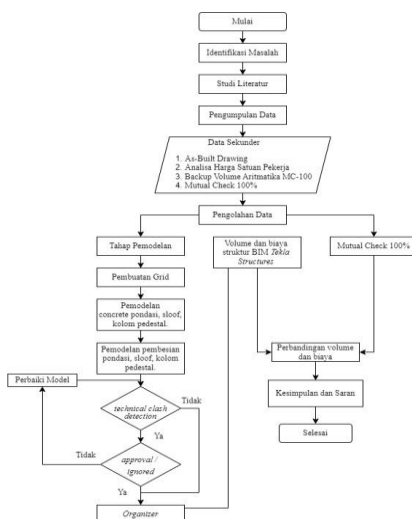 Mulai
Identifikasi Masalah
Studi Literatur
Pengumpulan Data
Data Sekunder
1. As-Built Drawing
2. Analisa Harga Satuan Pekerja
3. Backup Volume Aritmatika MC-100
4. Mutual Check 100%
Pengolahan Data
Tahap Pemodelan
Volume dan biaya
struktur BIM Tekla
Structures
Mutual Check 100%
Pembuatan Grid
Pemodelan
concrete pondasi, sloof,
kolom pedestal.
Pemodelan pembesian
pondasi, sloof, kolom
pedestal.
Perbandingan volume
dan biaya
Perbaiki Model
Kesimpulan dan Saran
technical clash
detection
Tidak
Ya
Selesai
Tidak
approval /
ignored
Ya
Organizer